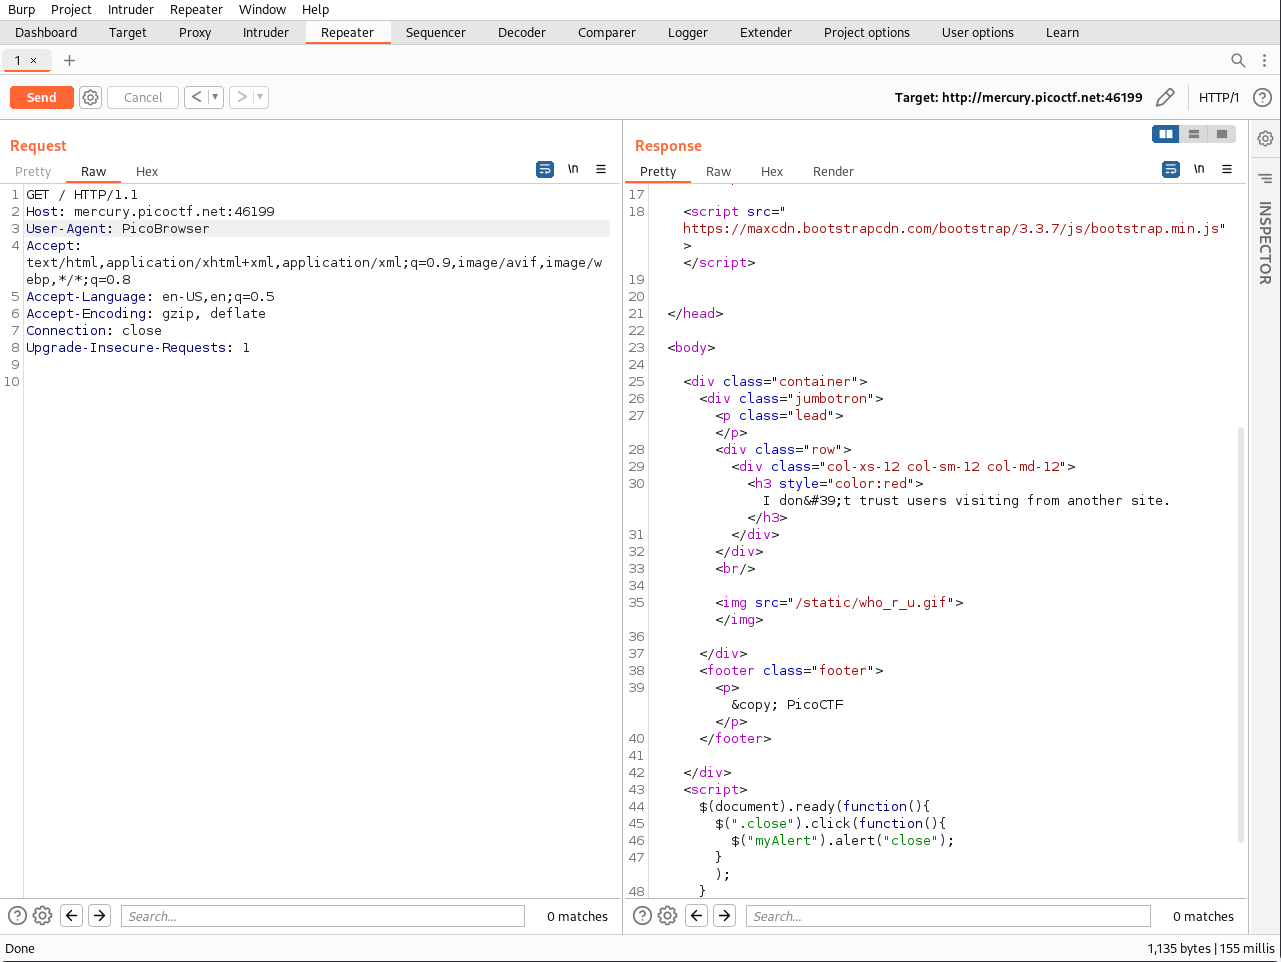 Burp Project Intruder Repeater Window Help
Dashboard Target Proxy Intruder Repeater Sequencer Decoder Comparer Logger Extender Project options User options Learn
1 × +
Send Cancel < > Target: http://mercury.picoctf.net:46199 HTTP/1 ?
Request
Pretty Raw Hex \n
1 GET / HTTP/1.1
2 Host: mercury.picoctf.net:46199
3 User-Agent: PicoBrowser
4 Accept:
text/html,application/xhtml+xml,application/xml;q=0.9,image/avif,image/w
ebp,*/*;q=0.8
5 Accept-Language: en-US,en;q=0.5
6 Accept-Encoding: gzip, deflate
7 Connection: close
8 Upgrade-Insecure-Requests: 1
9
10
? Search... 0 matches
Response
Pretty Raw Hex Render \n
17
18 <script src="
https://maxcdn.bootstrapcdn.com/bootstrap/3.3.7/js/bootstrap.min.js"
>
</script>
19
20
21 </head>
22
23 <body>
24
25 <div class="container">
26 <div class="jumbotron">
27 <p class="lead">
</p>
28 <div class="row">
29 <div class="col-xs-12 col-sm-12 col-md-12">
30 <h3 style="color:red">
I don&#39;t trust users visiting from another site.
</h3>
31 </div>
32 </div>
33 <br/>
34
35 <img src="/static/who_r_u.gif">
</img>
36
37 </div>
38 <footer class="footer">
39 <p>
&copy; PicoCTF
</p>
40 </footer>
41
42 </div>
43 <script>
44 $(document).ready(function(){
45 $(".close").click(function(){
46 $("myAlert").alert("close");
47 }
);
48 }
? Search... 0 matches
INSPECTOR
Done 1,135 bytes | 155 millis